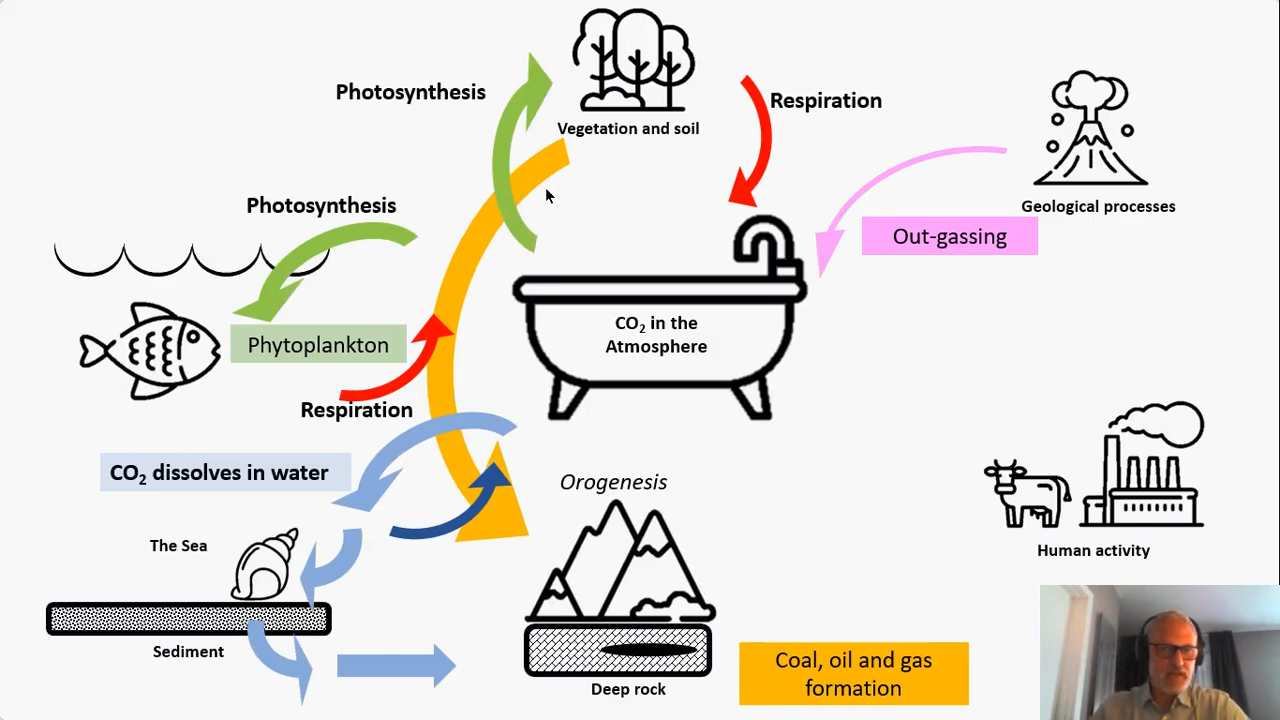 Photosynthesis
Vegetation and soil
Respiration
Geological processes
Out-gassing
Photosynthesis
Phytoplankton
Respiration
CO₂ in the
Atmosphere
CO₂ dissolves in water
Orogenesis
The Sea
Sediment
Deep rock
Coal, oil and gas
formation
Human activity